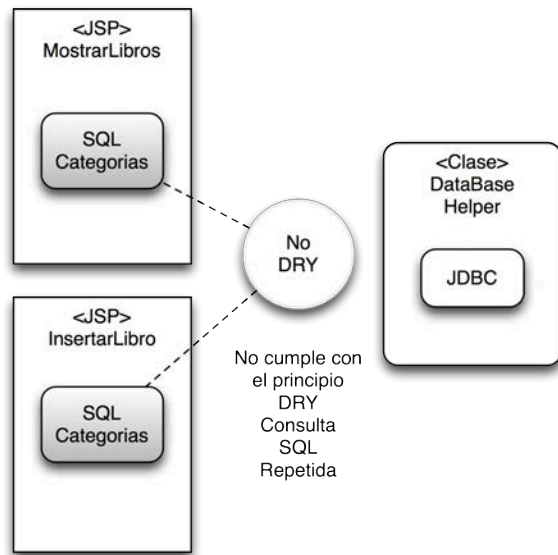 <JSP>
MostrarLibros
SQL
Categorias
<JSP>
InsertarLibro
SQL
Categorias
No
DRY
No cumple con
el principio
DRY
Consulta
SQL
Repetida
<Clase>
DataBase
Helper
JDBC